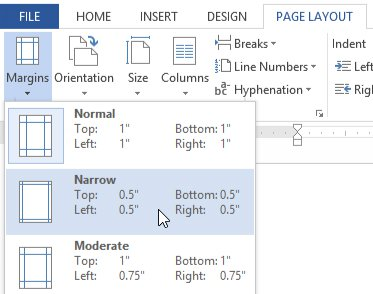 FILE HOME INSERT DESIGN PAGE LAYOUT
Margins Orientation Size Columns
Breaks
Line Numbers
Hyphenation
Indent
Left
Normal
Top: 1" Bottom: 1"
Left: 1" Right: 1"
Narrow
Top: 0.5" Bottom: 0.5"
Left: 0.5" Right: 0.5"
Moderate
Top: 1" Bottom: 1"
Left: 0.75" Right: 0.75"